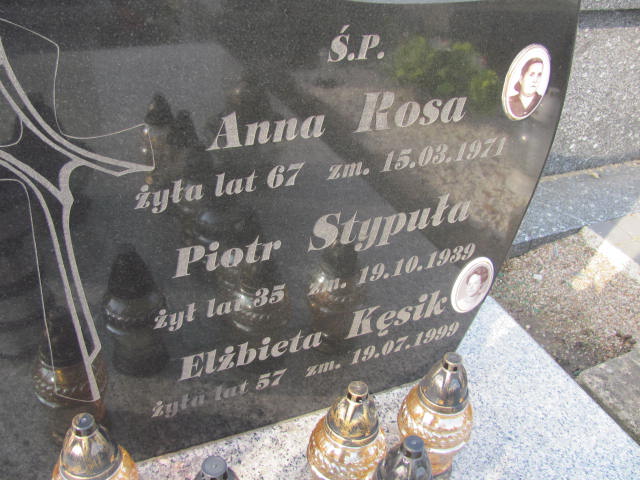 Ś.P.
Anna Rosa
żyła lat 67 zm. 15.03.1971
Piotr Stypuła
żył lat 35 zm. 19.10.1939
Elżbieta Kęsik
żyła lat 57 zm. 19.07.1999